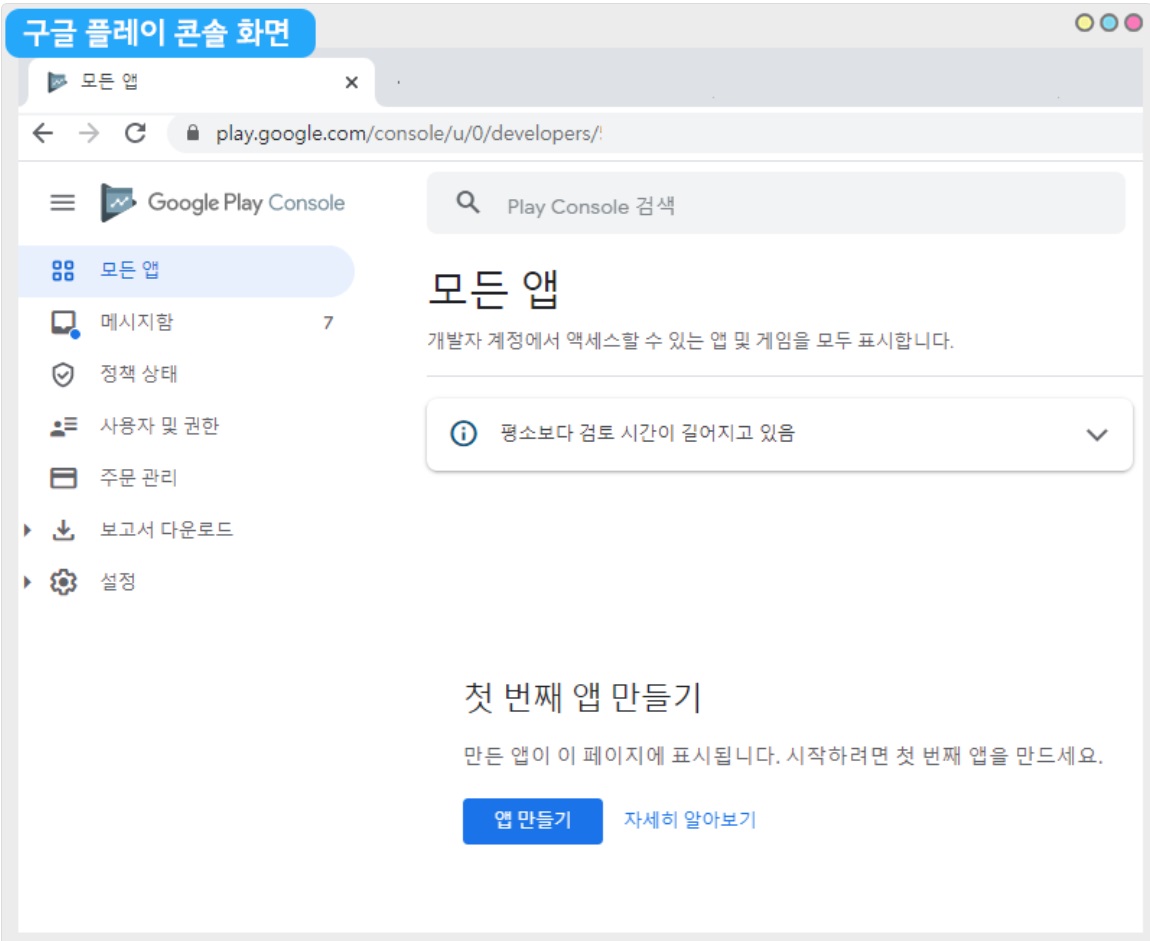 구글 플레이 콘솔 화면
모든 앱
play.google.com/console/u/0/developers/
Google Play Console
Play Console 검색
모든 앱
메시지함 7
정책 상태
사용자 및 권한
주문 관리
보고서 다운로드
설정
모든 앱
개발자 계정에서 액세스할 수 있는 앱 및 게임을 모두 표시합니다.
평소보다 검토 시간이 길어지고 있음
첫 번째 앱 만들기
만든 앱이 이 페이지에 표시됩니다. 시작하려면 첫 번째 앱을 만드세요.
앱 만들기 자세히 알아보기